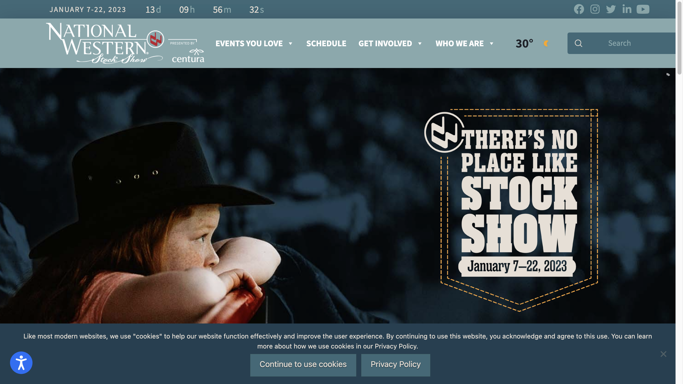 JANUARY 7-22, 2023 13d 09h 56m 32s
NATIONAL
WESTERN
Stock Show
PRESENTED BY
centura
EVENTS YOU LOVE SCHEDULE GET INVOLVED WHO WE ARE 30° Search
THERE'S NO
PLACE LIKE
STOCK
SHOW
January 7–22, 2023
Like most modern websites, we use "cookies" to help our website function effectively and improve the user experience. By continuing to use this website, you acknowledge and agree to this use. You can learn
more about how we use cookies in our Privacy Policy.
Continue to use cookies Privacy Policy